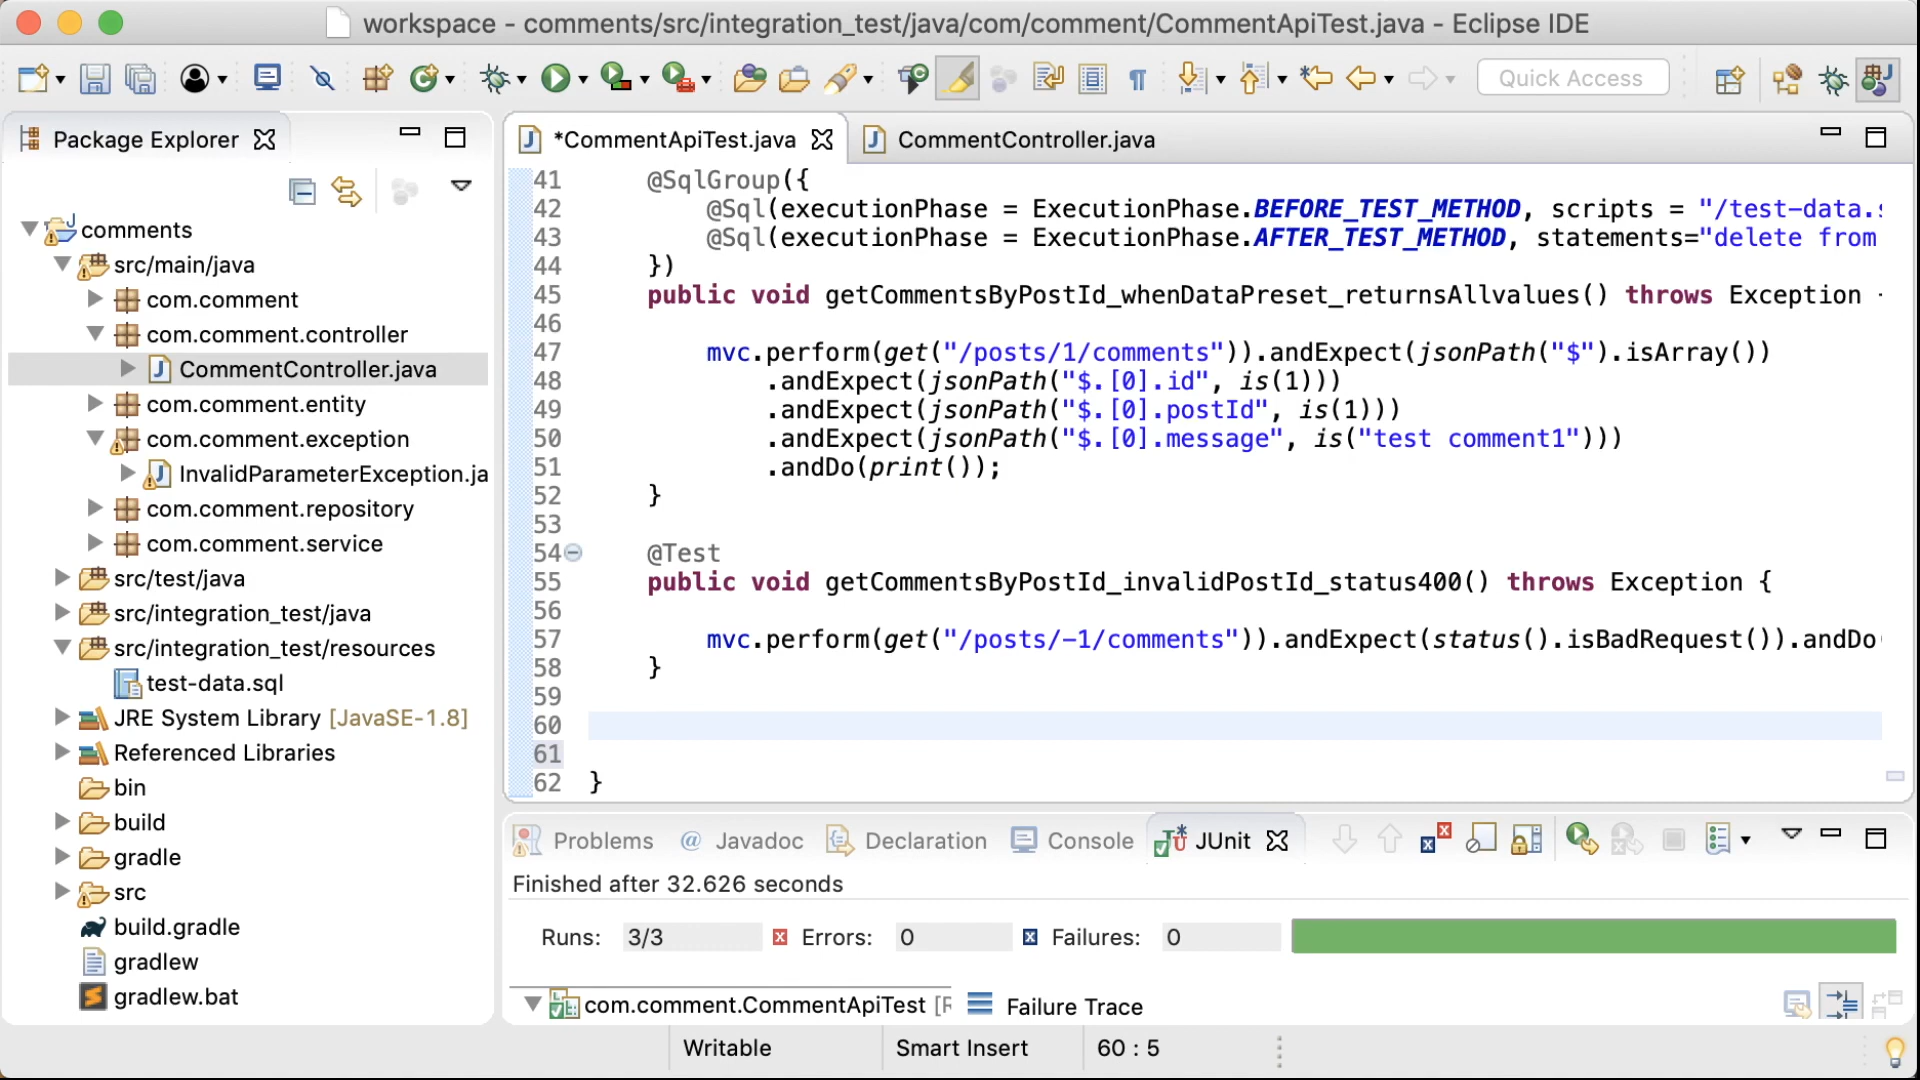 workspace - comments/src/integration_test/java/com/comment/CommentApiTest.java - Eclipse IDE
Quick Access
Package Explorer
*CommentApiTest.java
CommentController.java
comments
src/main/java
com.comment
com.comment.controller
CommentController.java
com.comment.entity
com.comment.exception
InvalidParameterException.ja
com.comment.repository
com.comment.service
src/test/java
src/integration_test/java
src/integration_test/resources
test-data.sql
JRE System Library [JavaSE-1.8]
Referenced Libraries
bin
build
gradle
src
build.gradle
gradlew
gradlew.bat
41 @SqlGroup({
42 @Sql(executionPhase = ExecutionPhase.BEFORE_TEST_METHOD, scripts = "/test-data.s
43 @Sql(executionPhase = ExecutionPhase.AFTER_TEST_METHOD, statements="delete from
44 })
45 public void getCommentsByPostId_whenDataPreset_returnsAllvalues() throws Exception
46
47 mvc.perform(get("/posts/1/comments")).andExpect(jsonPath("$").isArray())
48 .andExpect(jsonPath("$.[0].id", is(1)))
49 .andExpect(jsonPath("$.[0].postId", is(1)))
50 .andExpect(jsonPath("$.[0].message", is("test comment1")))
51 .andDo(print());
52 }
53
54 @Test
55 public void getCommentsByPostId_invalidPostId_status400() throws Exception {
56
57 mvc.perform(get("/posts/-1/comments")).andExpect(status().isBadRequest()).andDo(
58 }
59
60
61
62 }
Problems
@ Javadoc
Declaration
Console
JUnit
Finished after 32.626 seconds
Runs: 3/3 Errors: 0 Failures: 0
com.comment.CommentApiTest [R
Failure Trace
Writable
Smart Insert
60 : 5